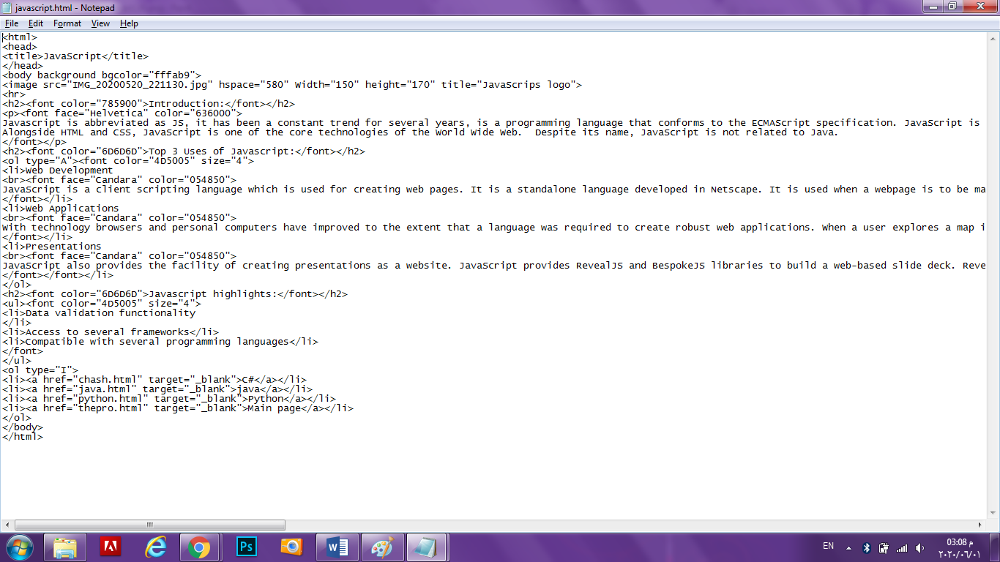 javascript.html - Notepad
File Edit Format View Help
<html>
<head>
<title>JavaScript</title>
</head>
<body background bgcolor="fffab9">
<image src="IMG_20200520_221130.jpg" hspace="580" Width="150" height="170" title="JavaScrips logo">
<hr>
<h2><font color="785900">Introduction:</font></h2>
<p><font face="Helvetica" color="636000">
Javascript is abbreviated as JS, it has been a constant trend for several years, is a programming language that conforms to the ECMAScript specification. JavaScript is
Alongside HTML and CSS, JavaScript is one of the core technologies of the World Wide Web.  Despite its name, JavaScript is not related to Java.
</font></p>
<h2><font color="6D6D6D">Top 3 Uses of Javascript:</font></h2>
<ol type="A"><font color="4D5005" size="4">
<li>Web Development
<br><font face="Candara" color="054850">
JavaScript is a client scripting language which is used for creating web pages. It is a standalone language developed in Netscape. It is used when a webpage is to be ma
</font></li>
<li>Web Applications
<br><font face="Candara" color="054850">
With technology browsers and personal computers have improved to the extent that a language was required to create robust web applications. When a user explores a map i
</font></li>
<li>Presentations
<br><font face="Candara" color="054850">
JavaScript also provides the facility of creating presentations as a website. JavaScript provides RevealJS and BespokeJS libraries to build a web-based slide deck. Reve
</font></font></li>
</ol>
<h2><font color="6D6D6D">Javascript highlights:</font></h2>
<ul><font color="4D5005" size="4">
<li>Data validation functionality
</li>
<li>Access to several frameworks</li>
<li>Compatible with several programming languages</li>
</font>
</ul>
<ol type="I">
<li><a href="chash.html" target="_blank">C#</a></li>
<li><a href="java.html" target="_blank">java</a></li>
<li><a href="python.html" target="_blank">Python</a></li>
<li><a href="thepro.html" target="_blank">Main page</a></li>
</ol>
</body>
</html>
Ps
W
EN
03:08 م
٢٠٢٠/٠٦/٠١